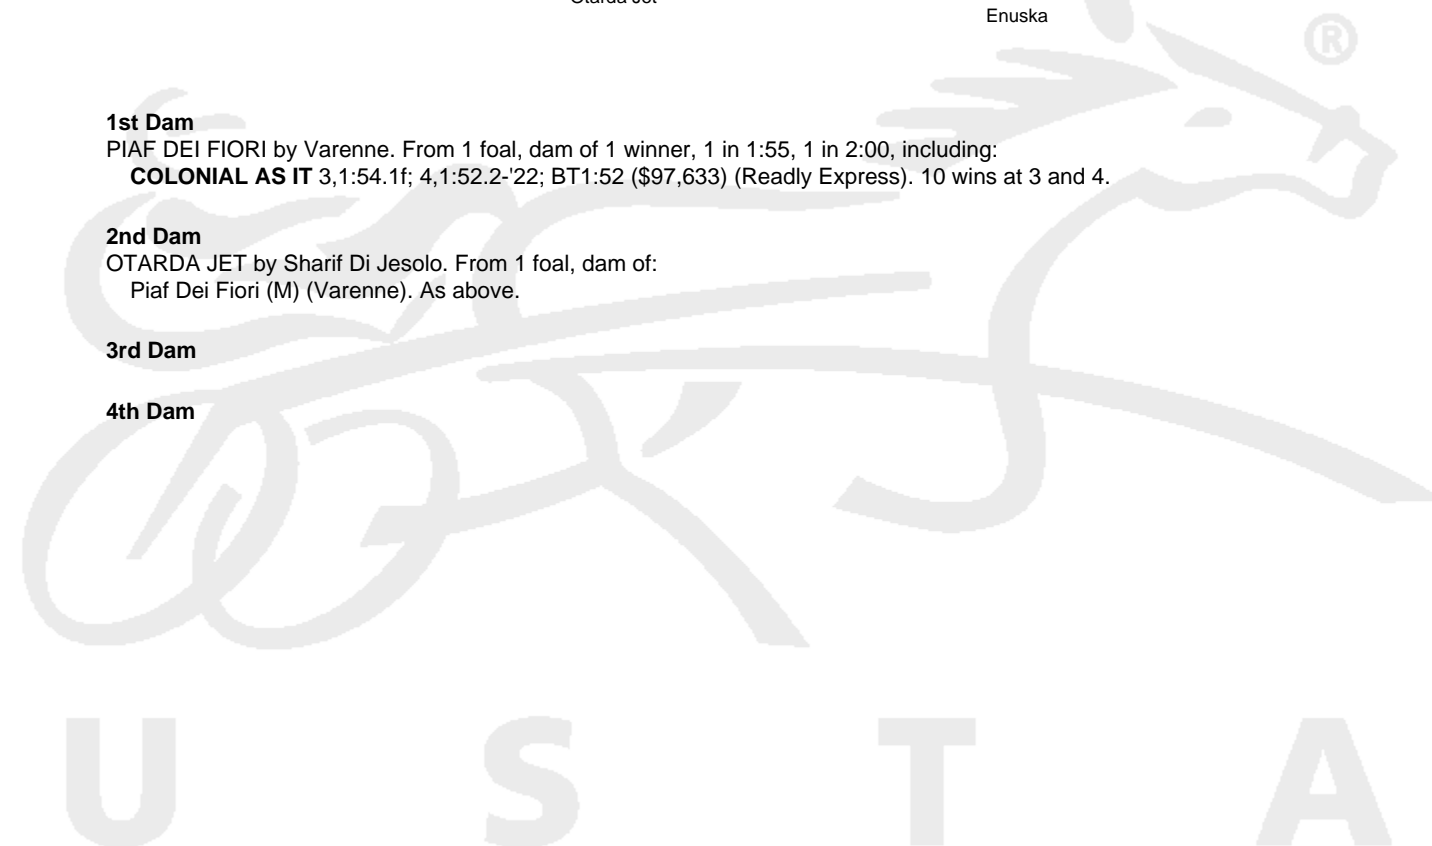 Otarda Jet
Enuska
®
1st Dam
PIAF DEI FIORI by Varenne. From 1 foal, dam of 1 winner, 1 in 1:55, 1 in 2:00, including:
COLONIAL AS IT 3,1:54.1f; 4,1:52.2-'22; BT1:52 ($97,633) (Readly Express). 10 wins at 3 and 4.
2nd Dam
OTARDA JET by Sharif Di Jesolo. From 1 foal, dam of:
Piaf Dei Fiori (M) (Varenne). As above.
3rd Dam
4th Dam
U S T A